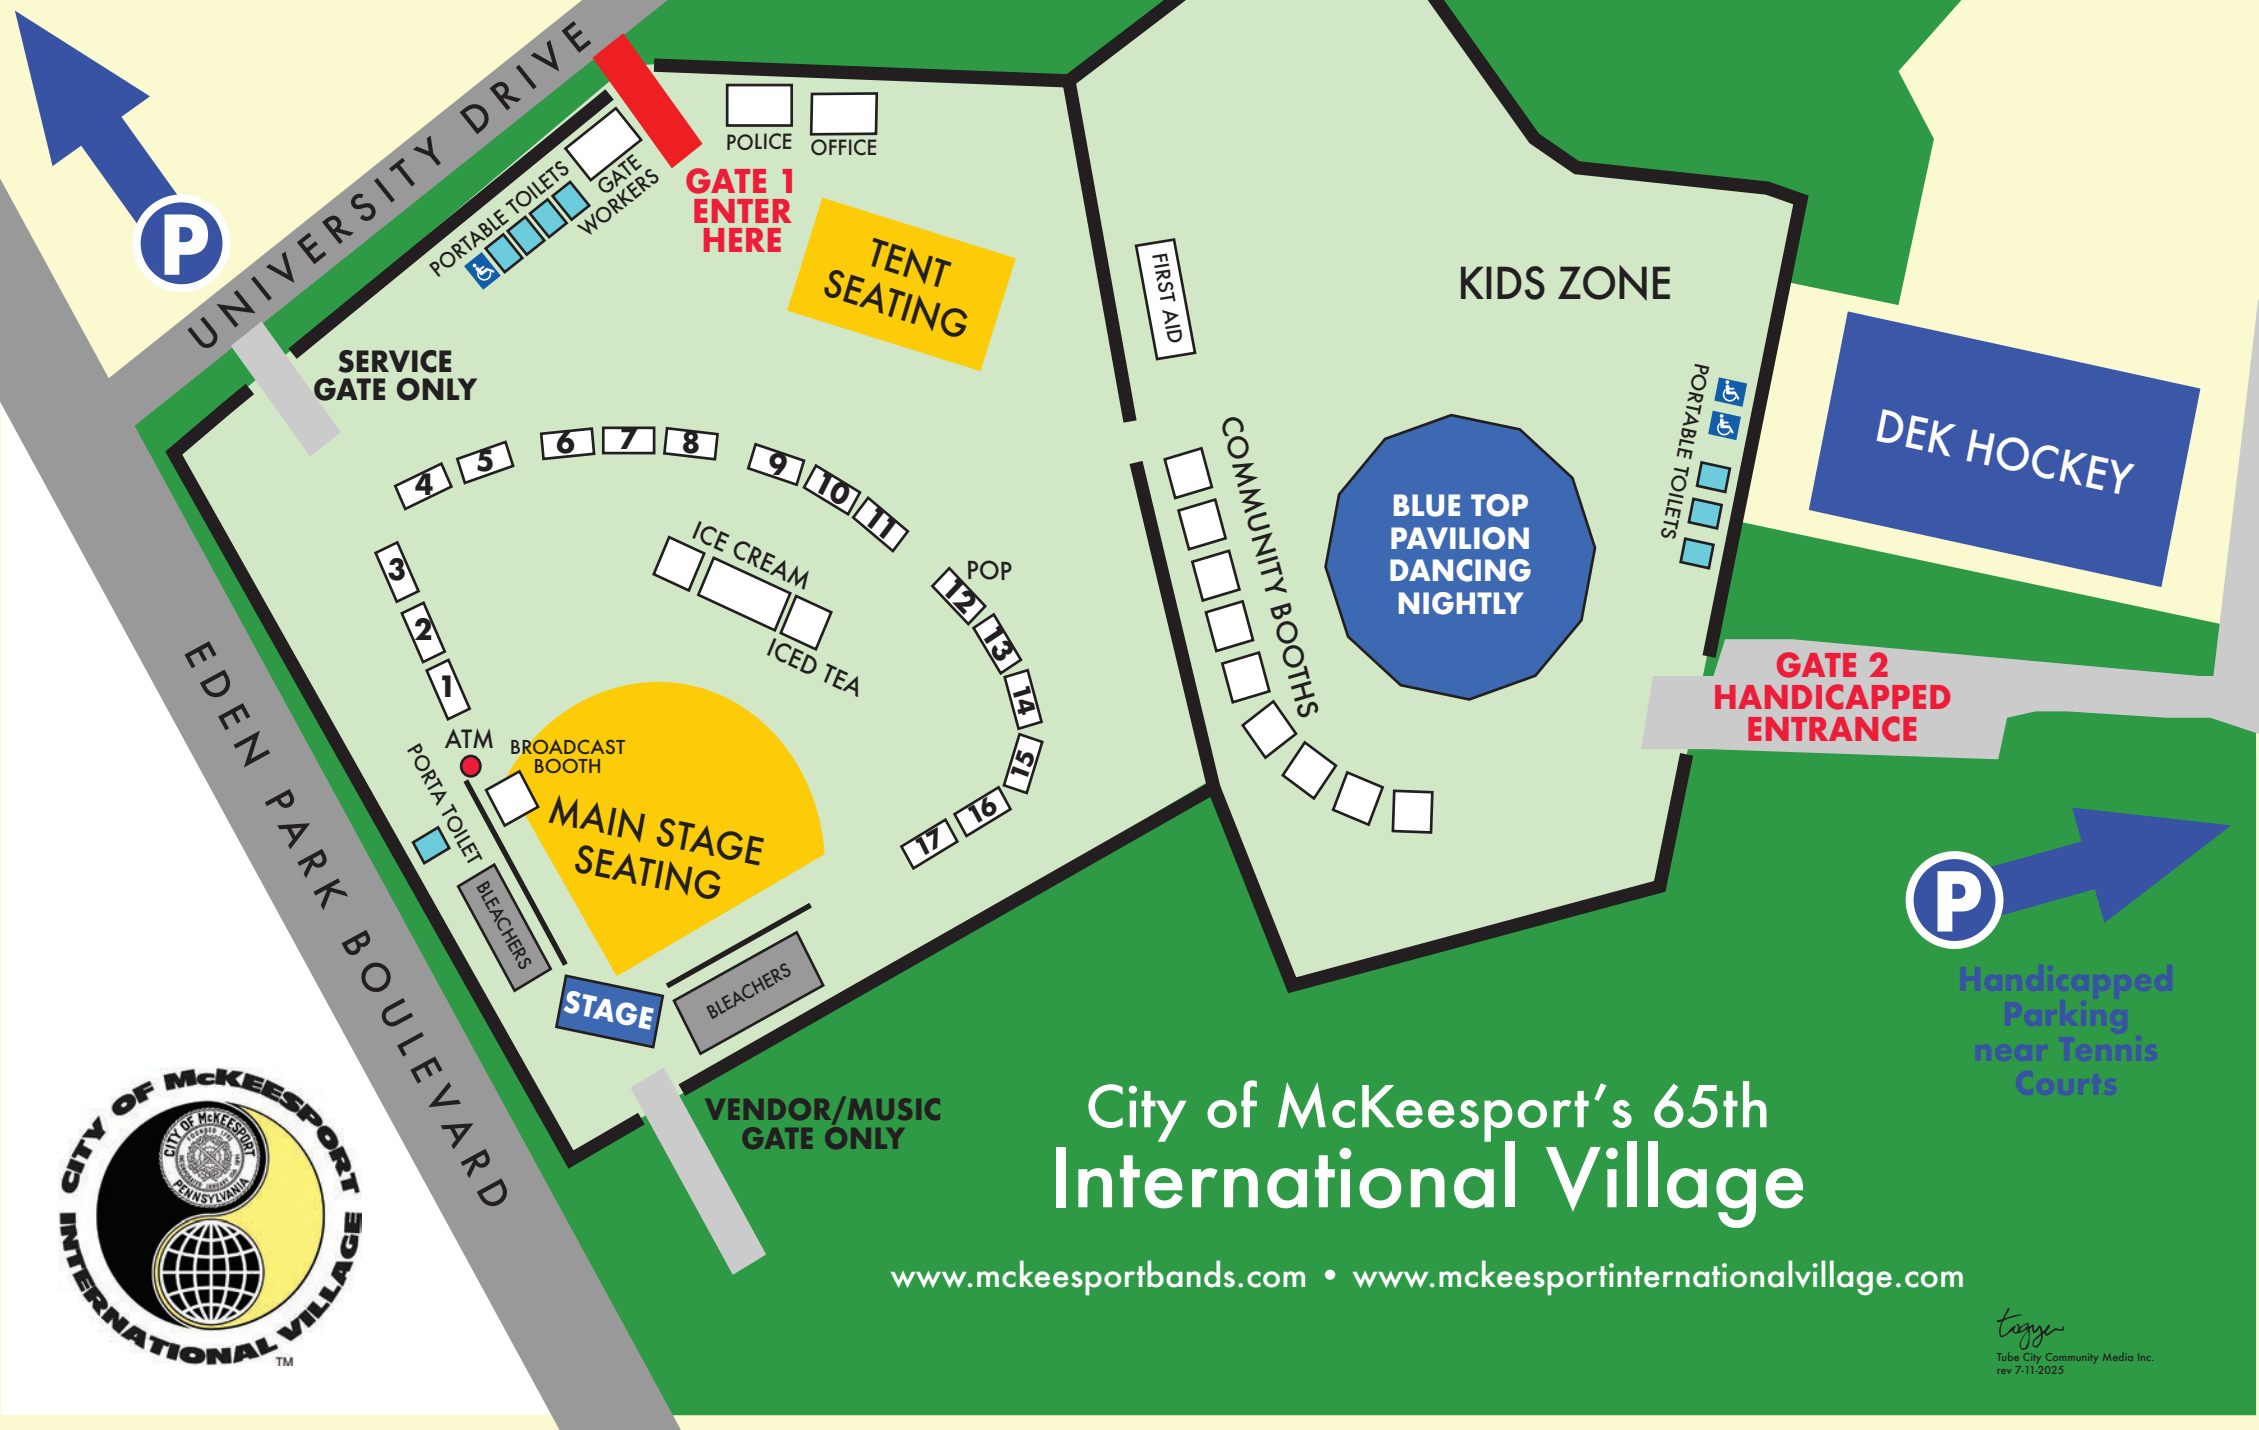 UNIVERSITY DRIVE
P
POLICE
OFFICE
GATE
WORKERS
PORTABLE TOILETS
GATE 1
ENTER
HERE
TENT
SEATING
SERVICE
GATE ONLY
FIRST AID
KIDS ZONE
PORTABLE TOILETS
DEK HOCKEY
COMMUNITY BOOTHS
BLUE TOP
PAVILION
DANCING
NIGHTLY
4
5
6
7
8
9
10
11
ICE CREAM
ICED TEA
POP
12
13
14
15
16
17
3
2
1
ATM
BROADCAST
BOOTH
PORTA TOILET
MAIN STAGE
SEATING
BLEACHERS
STAGE
BLEACHERS
EDEN PARK BOULEVARD
GATE 2
HANDICAPPED
ENTRANCE
P
Handicapped
Parking
near Tennis
Courts
VENDOR/MUSIC
GATE ONLY
City of McKeesport's 65th
International Village
www.mckeesportbands.com • www.mckeesportinternationalvillage.com
CITY OF McKEESPORT
INTERNATIONAL VILLAGE
TM
CITY OF McKEESPORT
PENNSYLVANIA
togye
Tube City Community Media Inc.
rev 7-11-2025